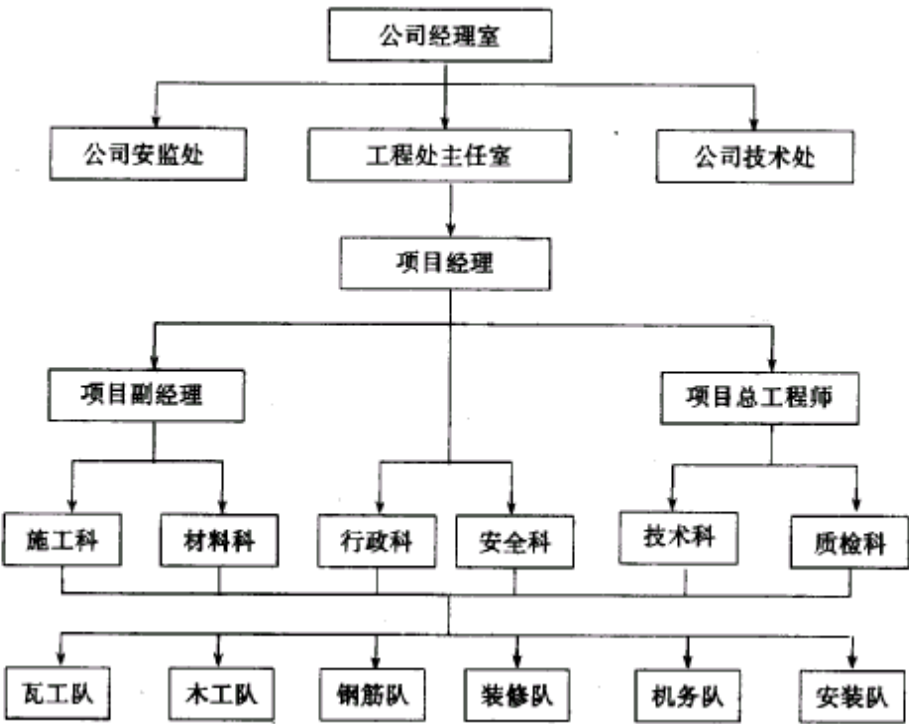 公司经理室
公司安监处
工程处主任室
公司技术处
项目经理
项目副经理
项目总工程师
施工科
材料科
行政科
安全科
技术科
质检科
瓦工队
木工队
钢筋队
装修队
机务队
安装队